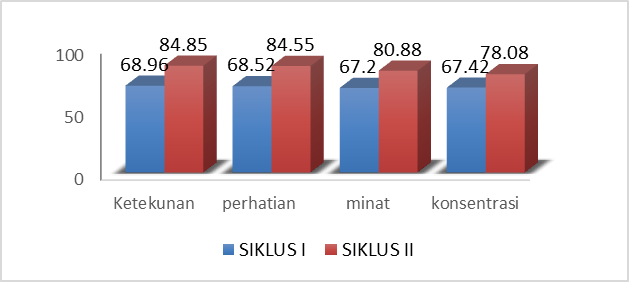 84.85 84.55 80.88 78.08
68.96 68.52 67.2 67.42
100
50
0
Ketekunan perhatian minat konsentrasi
SIKLUS I SIKLUS II